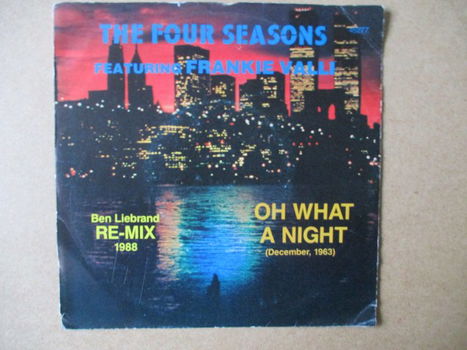 THE FOUR SEASONS
FEATURING FRANKIE VALLI
Ben Liebrand
RE-MIX
1988
OH WHAT
A NIGHT
(December, 1963)